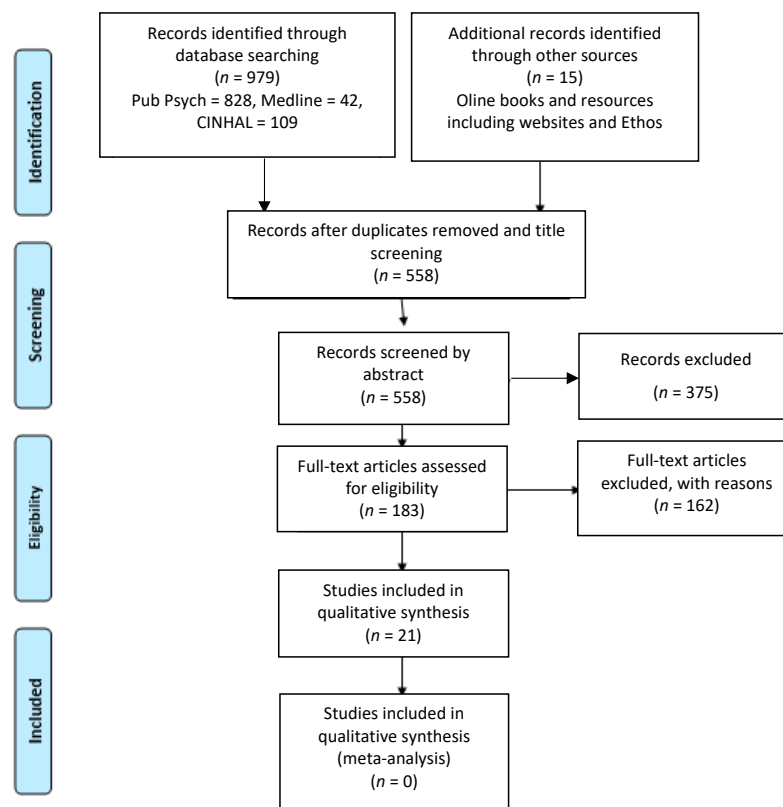 Identification
Records identified through
database searching
(n = 979)
Pub Psych = 828, Medline = 42,
CINHAL = 109
Additional records identified
through other sources
(n = 15)
Oline books and resources
including websites and Ethos
Records after duplicates removed and title
screening
(n = 558)
Screening
Records screened by
abstract
(n = 558)
Records excluded
(n = 375)
Eligibility
Full-text articles assessed
for eligibility
(n = 183)
Full-text articles
excluded, with reasons
(n = 162)
Studies included in
qualitative synthesis
(n = 21)
Included
Studies included in
qualitative synthesis
(meta-analysis)
(n = 0)